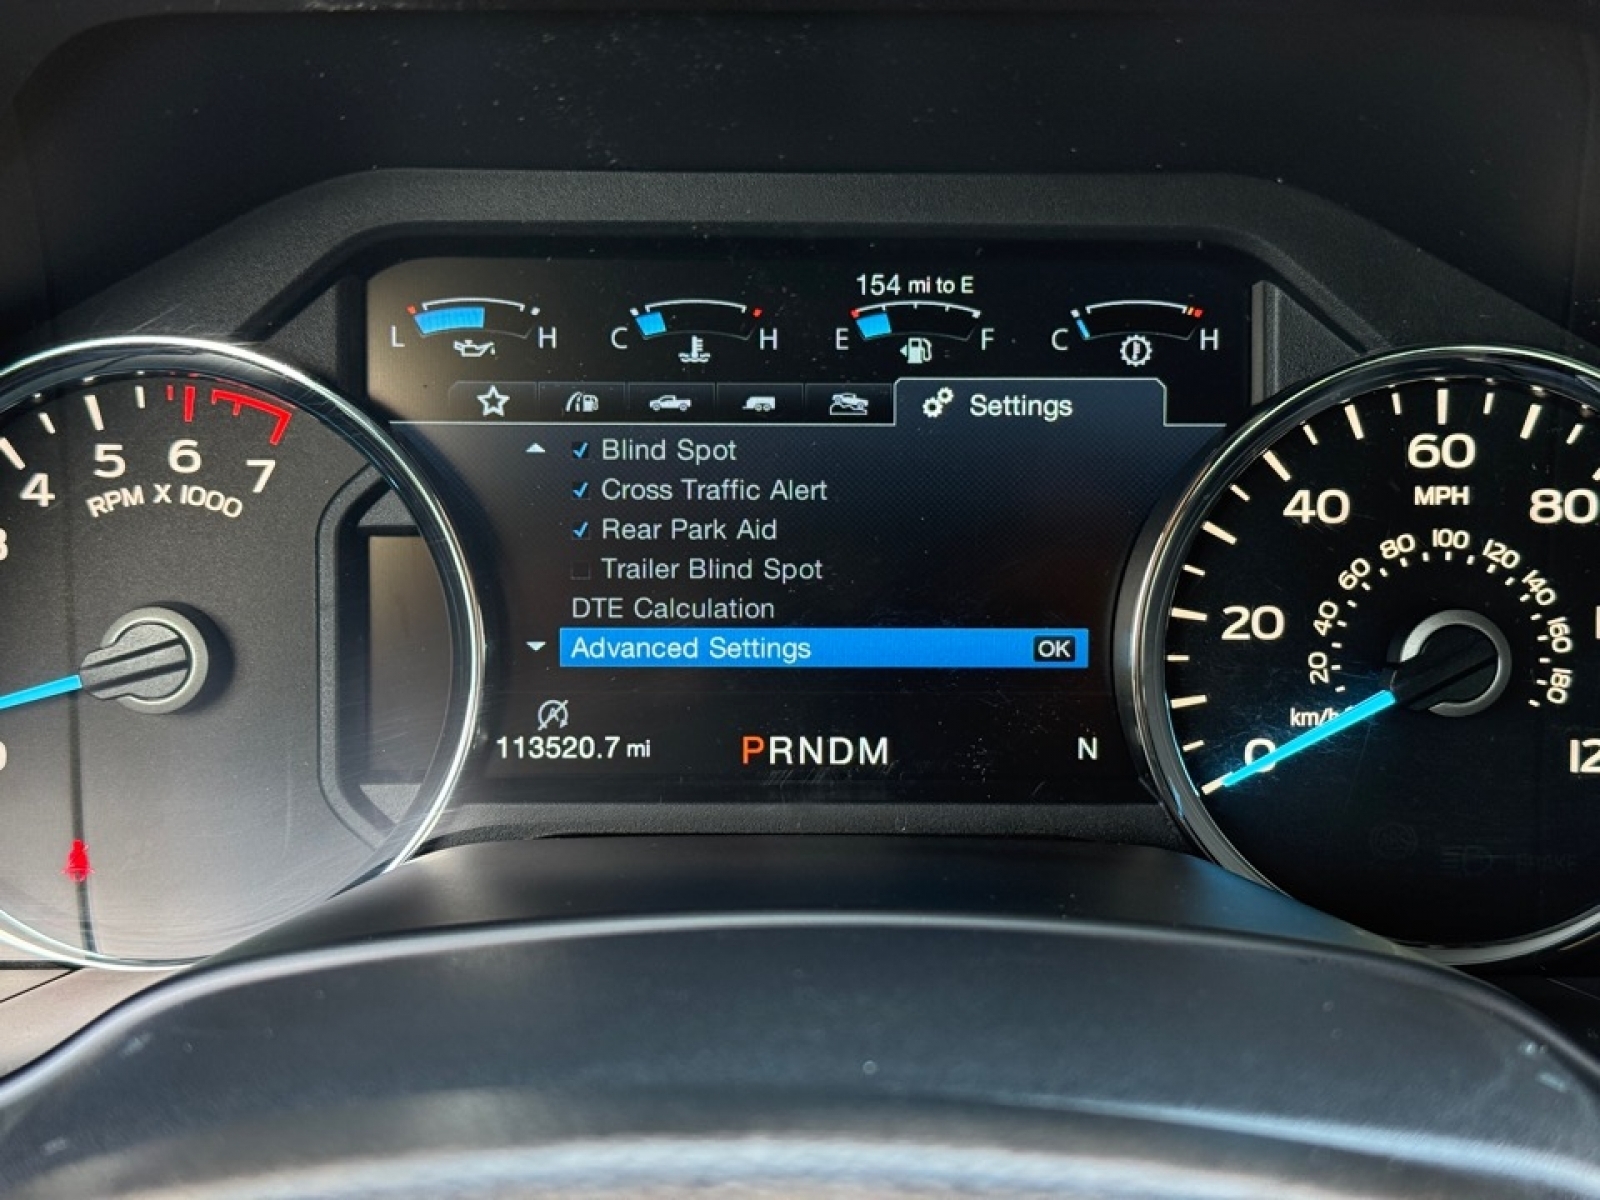 154 mi to E
L H C H E F C H
Settings
Blind Spot
Cross Traffic Alert
Rear Park Aid
Trailer Blind Spot
DTE Calculation
Advanced Settings OK
A
113520.7 mi PRNDM N
4 5 6 7
RPM X 1000
0
20 40 60 80
MPH
20 40 60 80 100 120 140 160 180
0
BRAKE